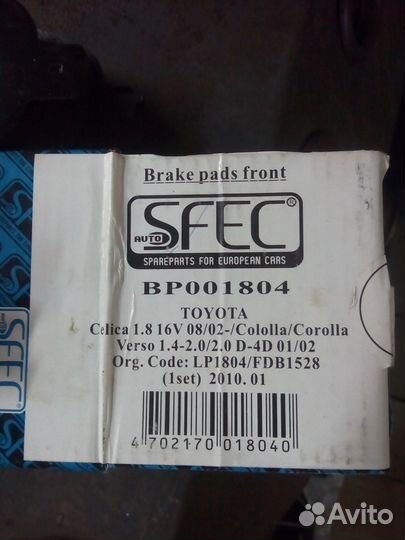 Brake pads front
AUTO SFEC®
SPAREPARTS FOR EUROPEAN CARS
BP001804
TOYOTA
Celica 1.8 16V 08/02-/Cololla/Corolla
Verso 1.4-2.0/2.0 D-4D 01/02
Org. Code: LP1804/FDB1528
(1set) 2010.01
4 702170 018040
SFEC
Avito